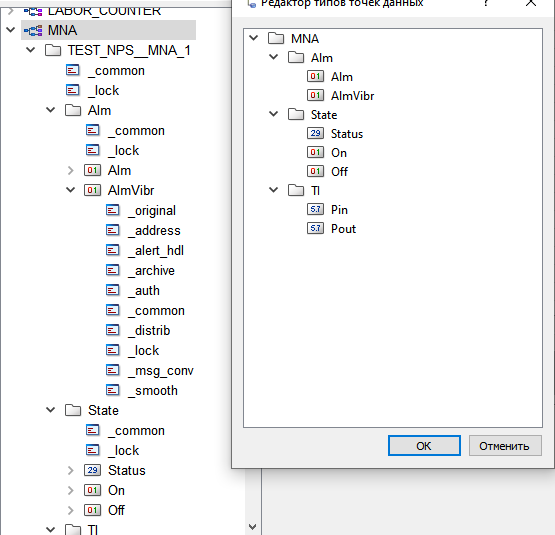 LABOR_COUNTER
MNA
TEST_NPS__MNA_1
_common
_lock
Alm
_common
_lock
Alm
AlmVibr
_original
_address
_alert_hdl
_archive
_auth
_common
_distrib
_lock
_msg_conv
_smooth
State
_common
_lock
Status
On
Off
TI
Редактор типов точек данных
?
MNA
Alm
Alm
AlmVibr
State
Status
On
Off
TI
Pin
Pout
OK
Отменить